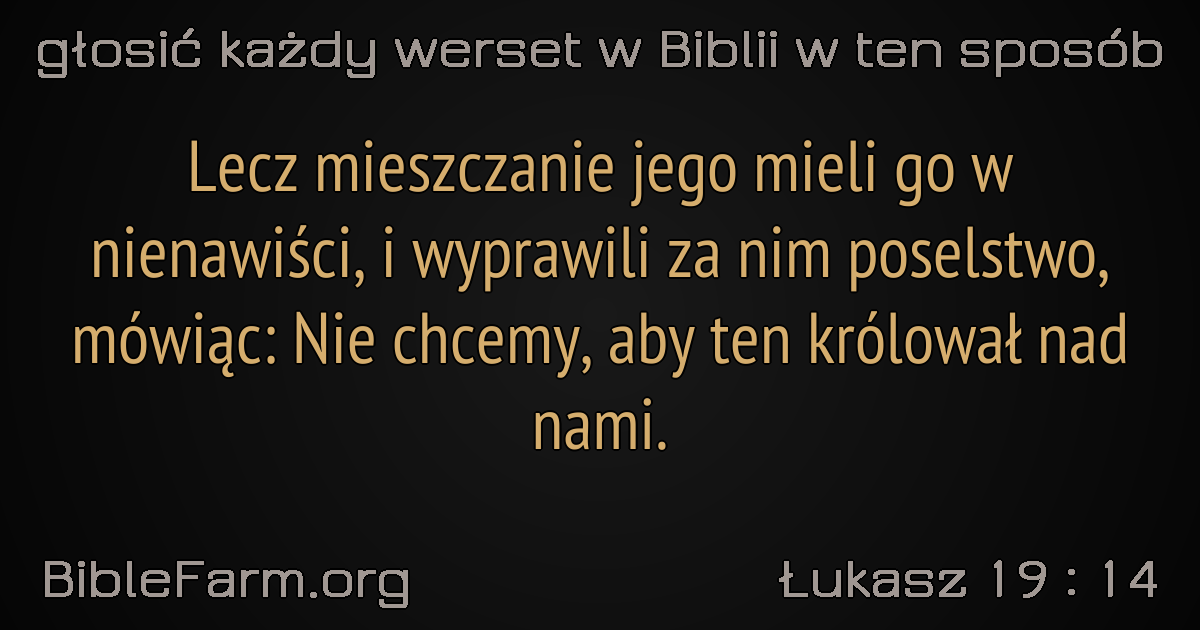 głosić każdy werset w Biblii w ten sposób
Lecz mieszczanie jego mieli go w
nienawiści, i wyprawili za nim poselstwo,
mówiąc: Nie chcemy, aby ten królował nad
nami.
BibleFarm.org
Łukasz 19 : 14